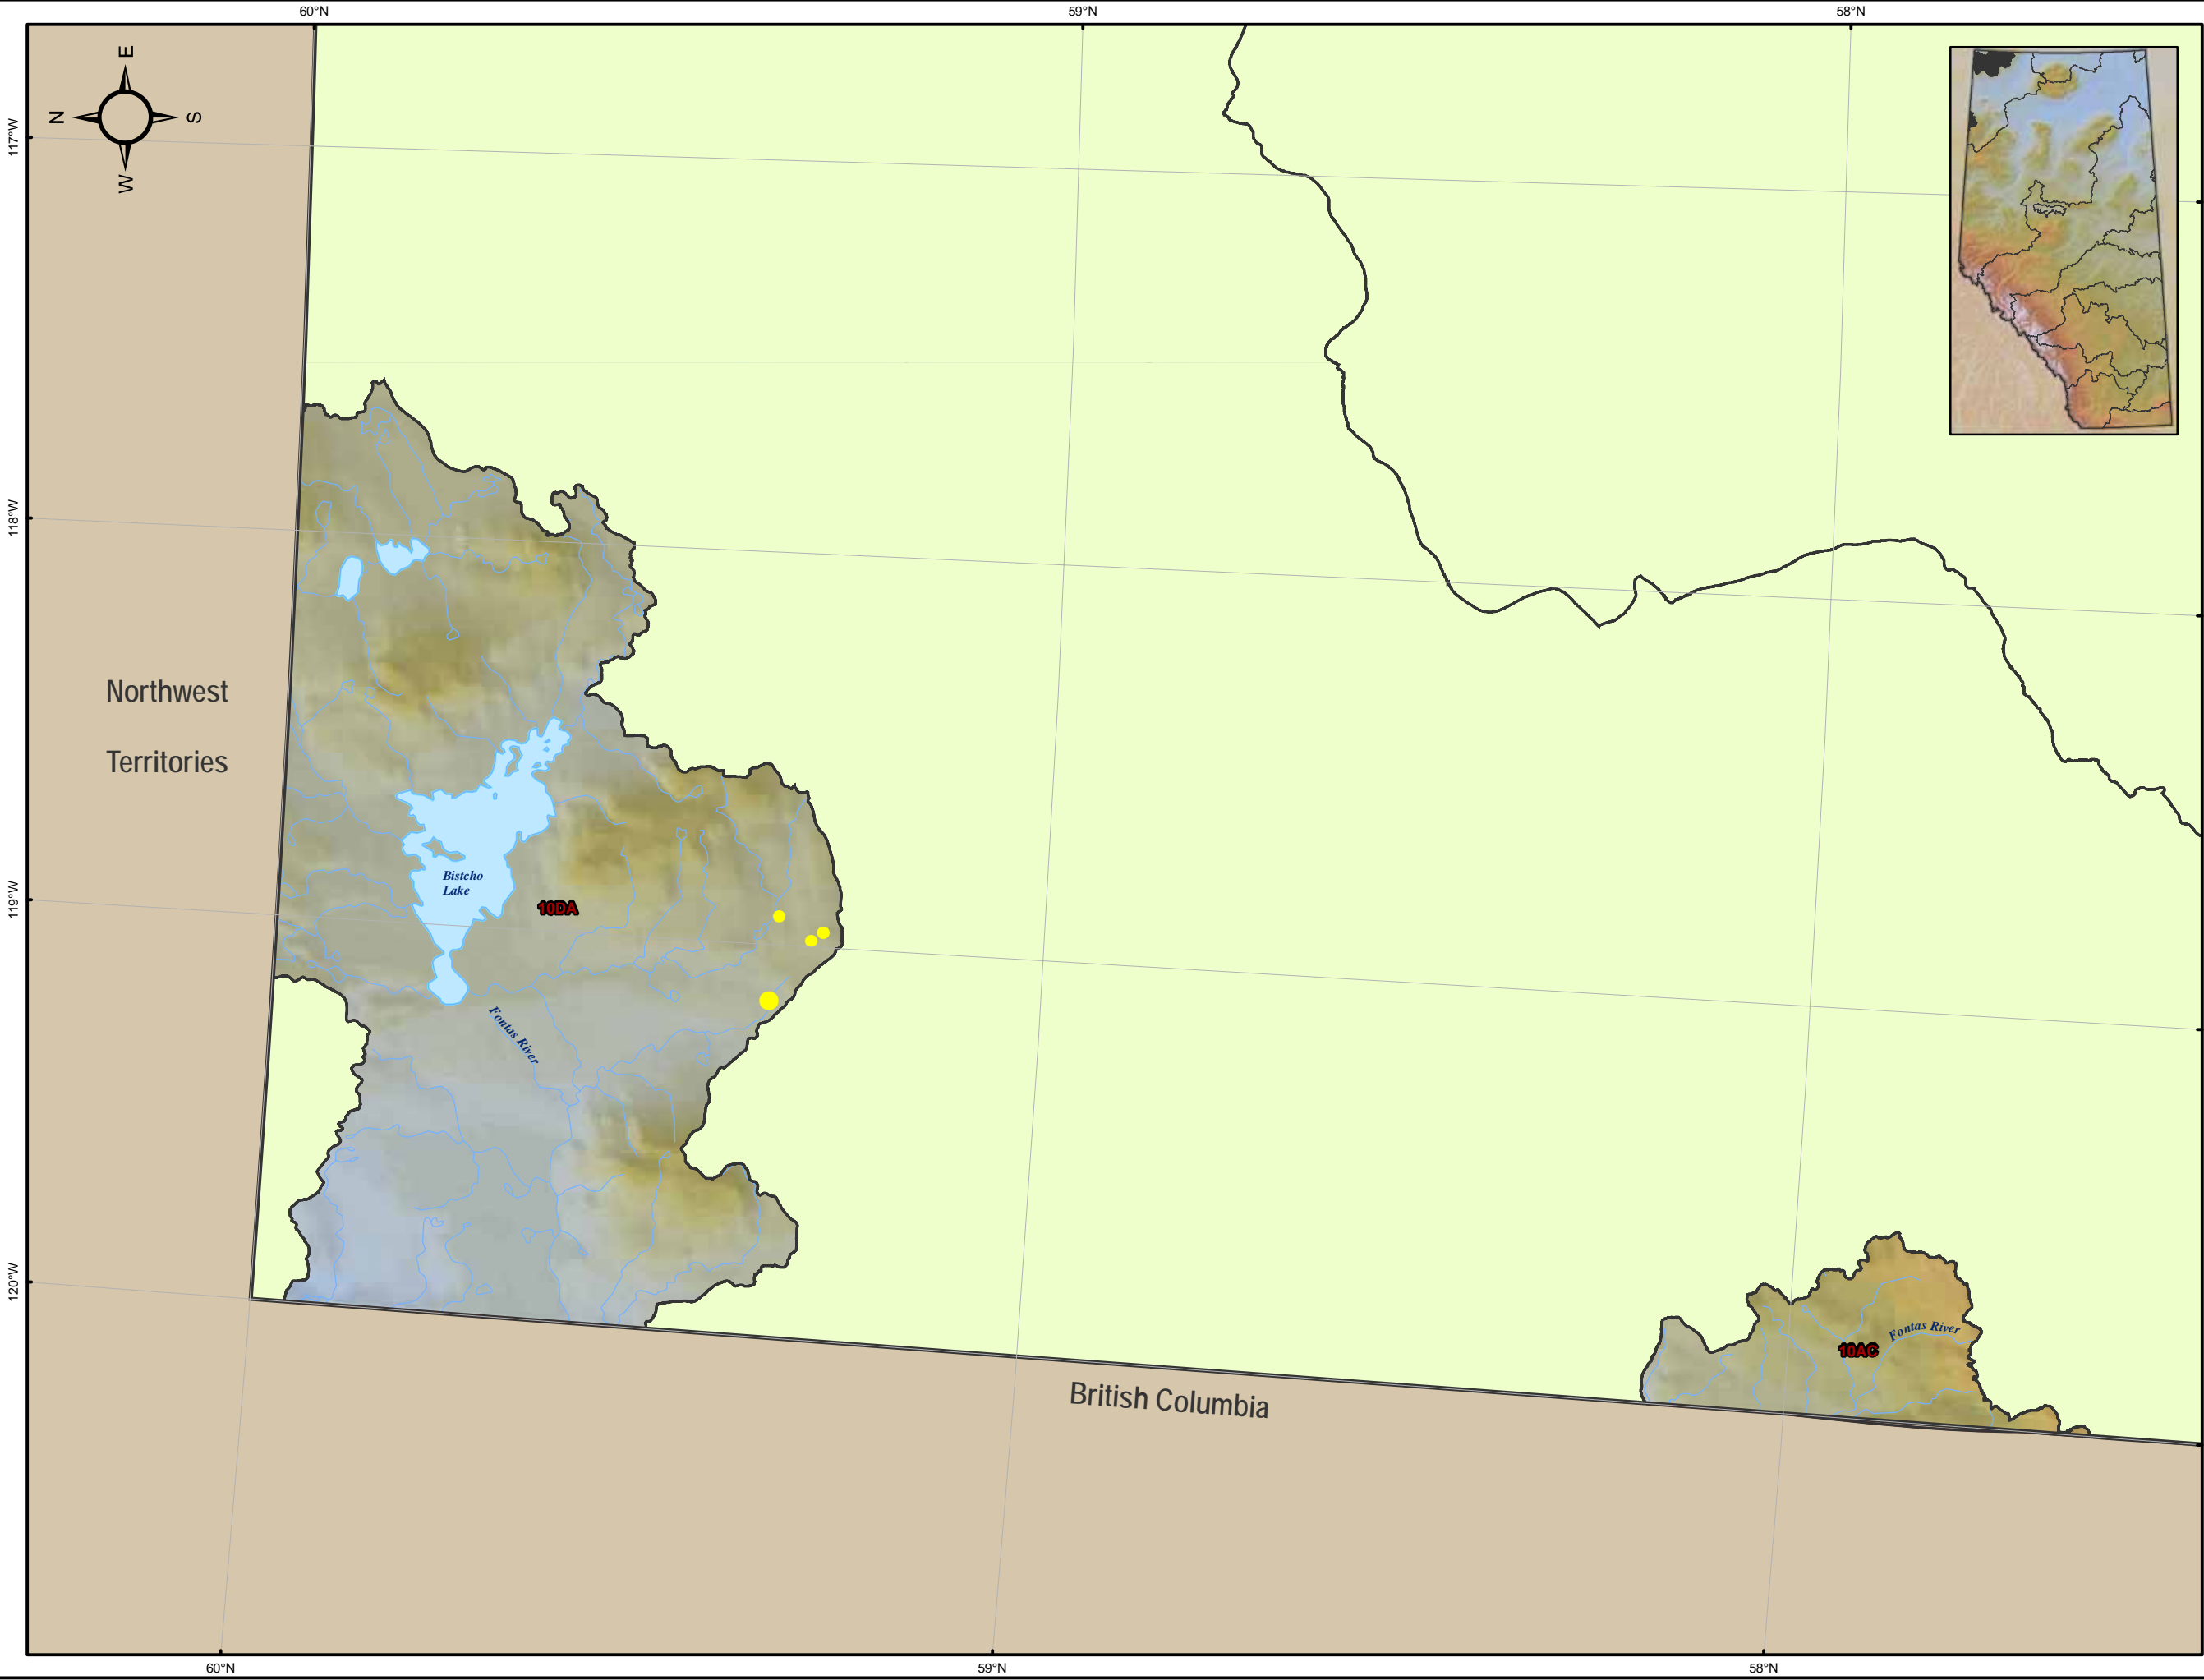 60°N
59°N
58°N
E
N
S
W
117°W
118°W
Northwest
Territories
Bistcho
Lake
119°W
10DA
Fontas River
120°W
Fontas River
10AC
British Columbia
60°N
59°N
58°N